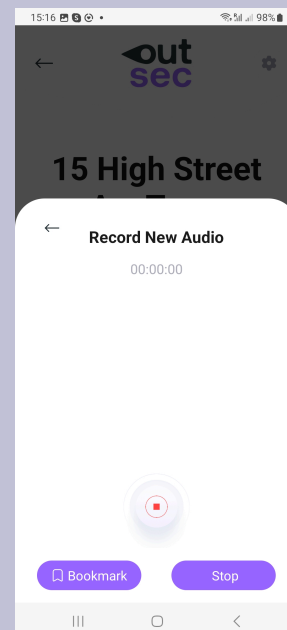 15:16 98%
out
sec
15 High Street
Record New Audio
00:00:00
Bookmark Stop